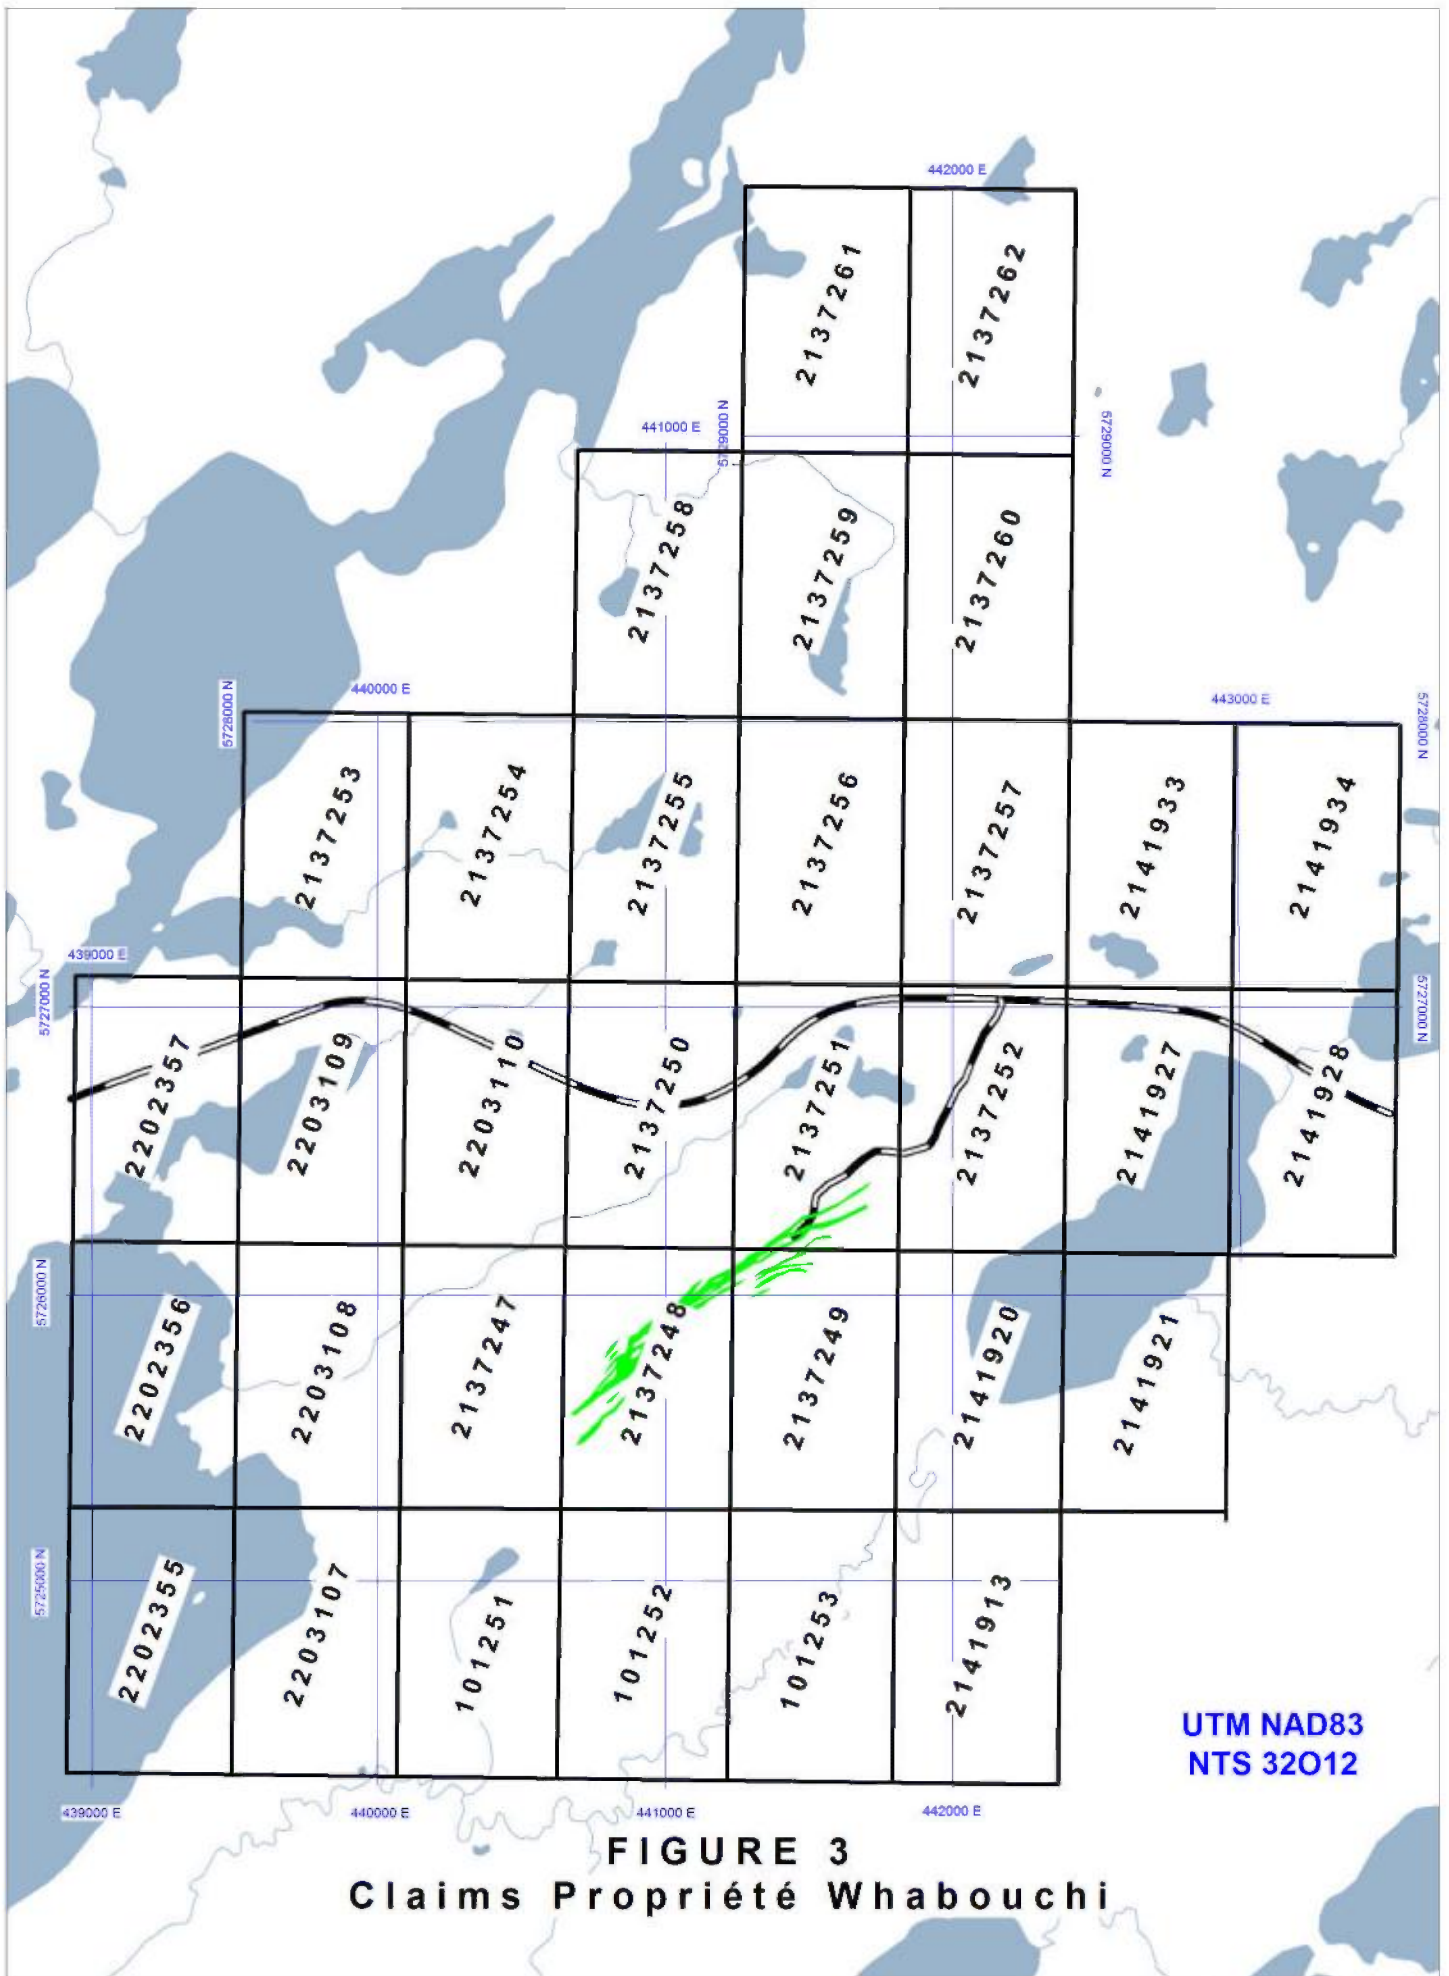 442000 E
2137261
2137262
441000 E
5729000 N
5729000 N
2137258
2137259
2137260
5728000 N
440000 E
443000 E
5728000 N
2137253
2137254
2137255
2137256
2137257
2141933
2141934
439000 E
5727000 N
5727000 N
2202357
2203109
2203110
2137250
2137251
2137252
2141927
2141928
5726000 N
2202356
2203108
2137247
2137248
2137249
2141920
2141921
5725000 N
2202355
2203107
101251
101252
101253
2141913
UTM NAD83
NTS 32O12
439000 E
440000 E
441000 E
442000 E
FIGURE 3
Claims Propriété Whabouchi